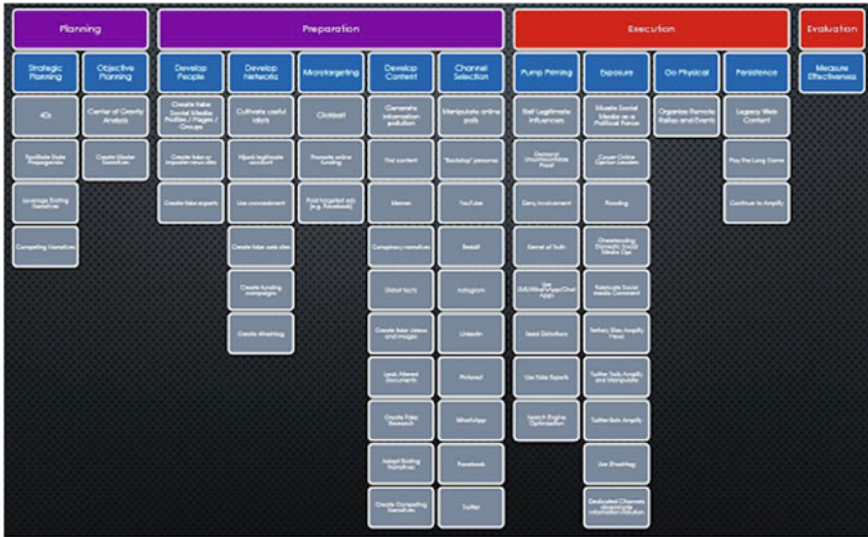 Planning
Preparation
Execution
Evaluation
Strategic
Planning
Objective
Planning
Develop
People
Develop
Networks
Microtargeting
Develop
Content
Channel
Selection
Pump Priming
Exposure
Go Physical
Persistence
Measure
Effectiveness
4Ds
Facilitate State
Propaganda
Leverage Existing
Narratives
Competing Narratives
Center of Gravity
Analysis
Create Master
Narratives
Create Fake
Social Media
Profiles / Pages /
Groups
Create fake or
imposter news sites
Create fake experts
Cultivate useful
idiots
Hijack legitimate
account
Use concealment
Create fake web sites
Create funding
campaigns
Create Hashtag
Clickbait
Promote online
funding
Paid targeted ads
(e.g. Facebook)
Generate
information
pollution
Trial content
Memes
Conspiracy narratives
Distort facts
Create fake videos
and images
Leak Altered
Documents
Create Fake
Research
Adapt Existing
Narratives
Create Competing
Narratives
Manipulate online
polls
"Backstop" personas
YouTube
Reddit
Instagram
LinkedIn
Pinterest
WhatsApp
Facebook
Twitter
Bait Legitimate
Influencers
Demand
Unsurmountable
Proof
Deny Involvement
Kernel of Truth
Use
SMS/WhatsApp/Chat
Apps
Seed Distortions
Use Fake Experts
Search Engine
Optimization
Muzzle Social
Media as a
Political Force
Cow Online
Opinion Leaders
Flooding
Cheerleading
Domestic Social
Media Ops
Fabricate Social
Media Comment
Tertiary Sites Amplify
News
Twitter Trolls Amplify
and Manipulate
Twitter Bots Amplify
Use Hashtag
Dedicated Channels
disseminate
information pollution
Organize Remote
Rallies and Events
Legacy Web
Content
Play the Long Game
Continue to Amplify